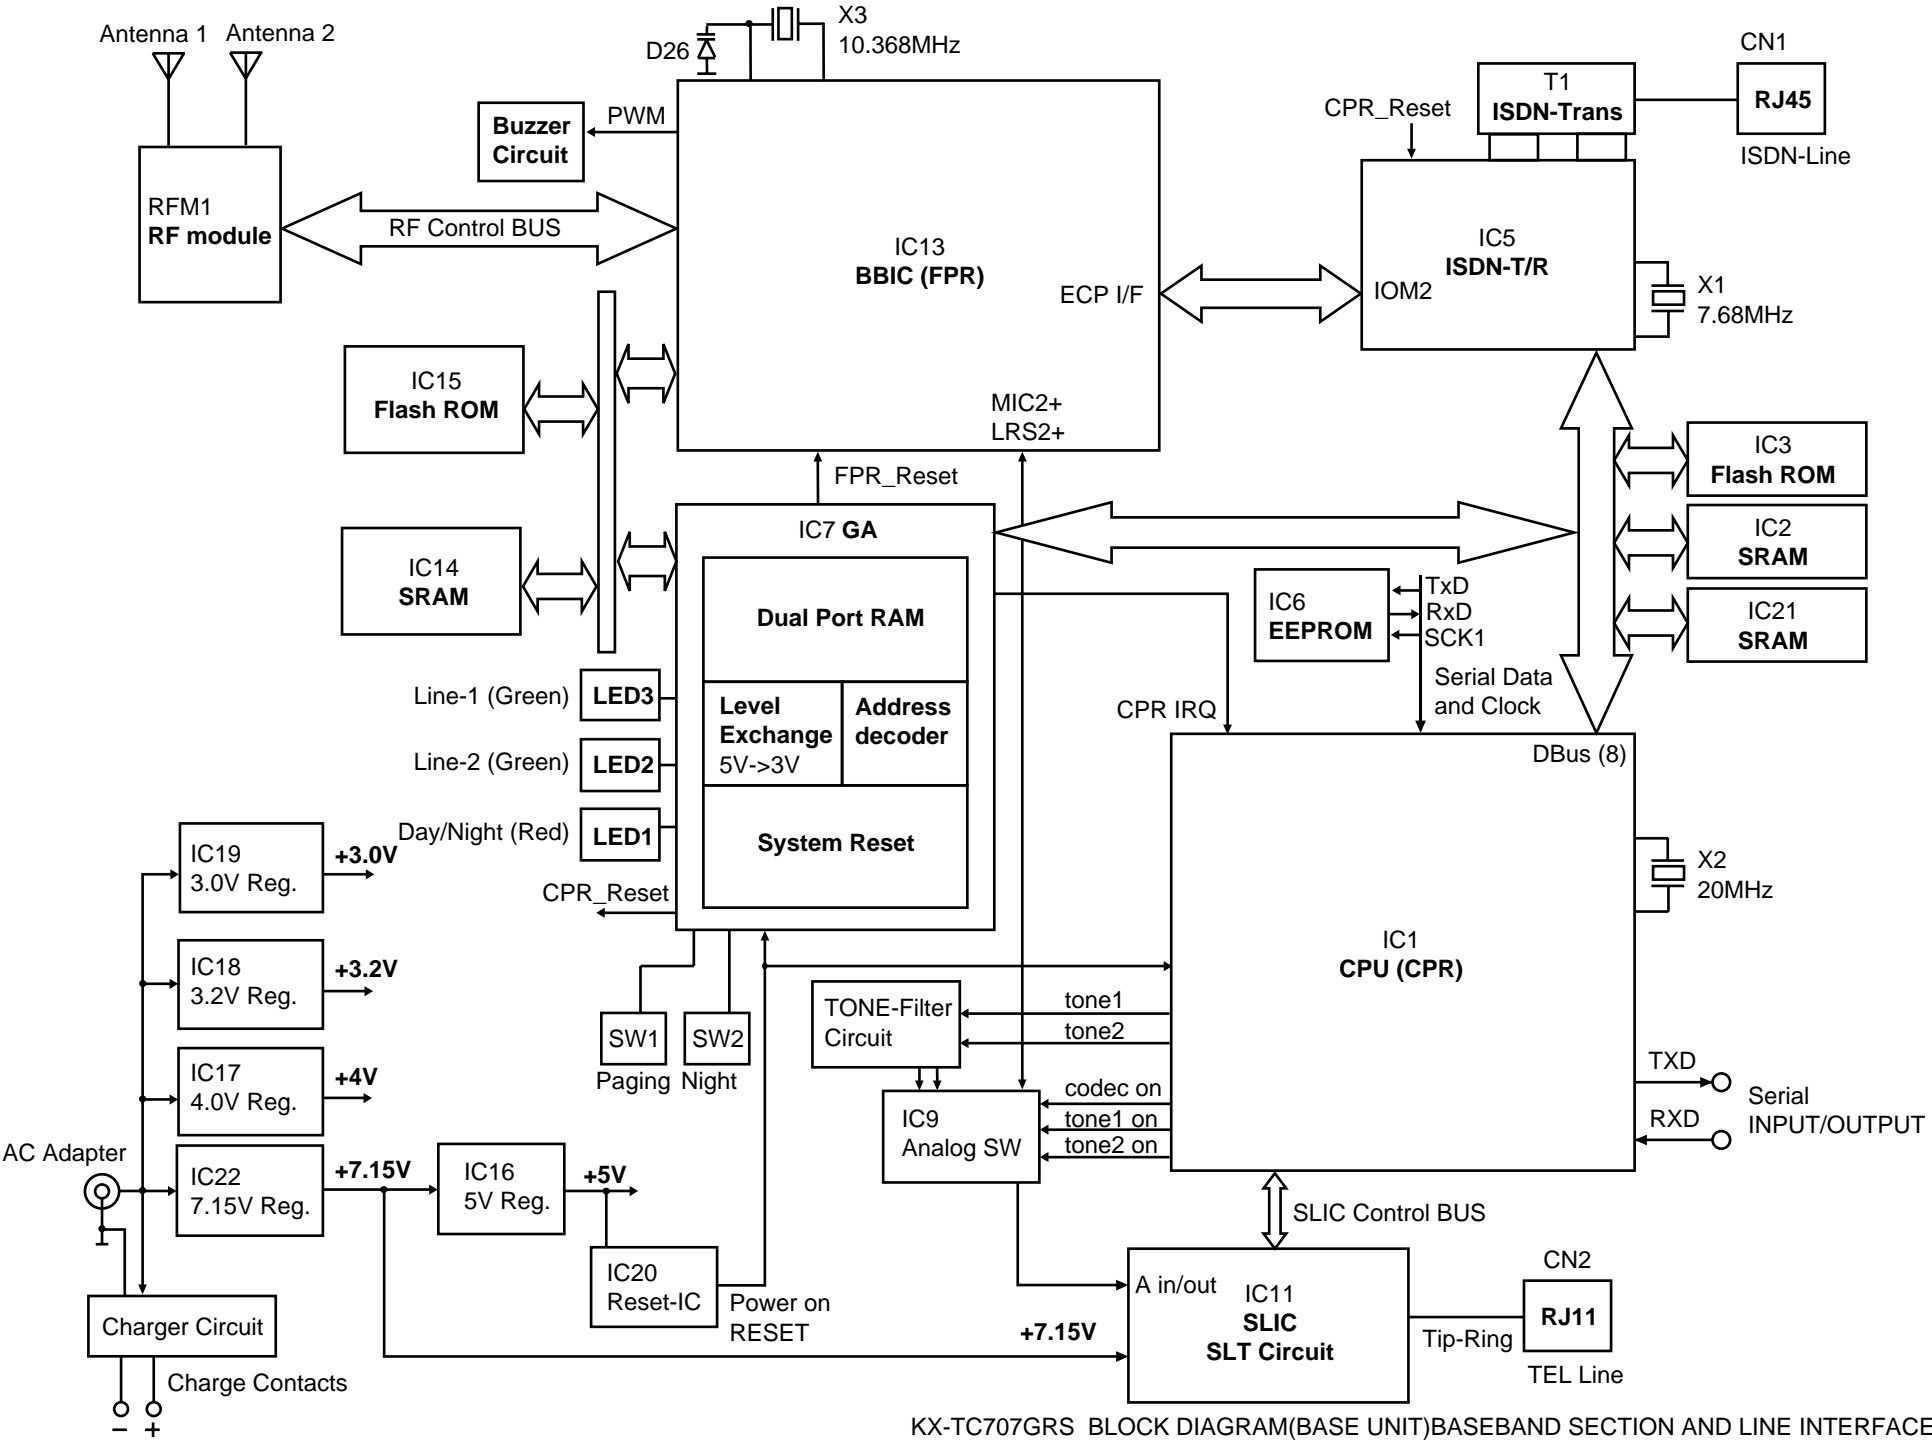 Antenna 1
Antenna 2
X3
10.368MHz
D26
CN1
T1
ISDN-Trans
RJ45
CPR_Reset
ISDN-Line
Buzzer
Circuit
PWM
RFM1
RF module
RF Control BUS
IC13
BBIC (FPR)
ECP I/F
IC5
ISDN-T/R
IOM2
X1
7.68MHz
IC15
Flash ROM
MIC2+
LRS2+
FPR_Reset
IC3
Flash ROM
IC7 GA
IC2
SRAM
IC14
SRAM
Dual Port RAM
IC6
EEPROM
TxD
RxD
SCK1
IC21
SRAM
Serial Data
and Clock
Line-1 (Green)
LED3
Level
Exchange
5V->3V
Address
decoder
CPR IRQ
DBus (8)
Line-2 (Green)
LED2
Day/Night (Red)
LED1
System Reset
IC19
3.0V Reg.
+3.0V
CPR_Reset
X2
20MHz
IC1
CPU (CPR)
IC18
3.2V Reg.
+3.2V
TONE-Filter
Circuit
tone1
tone2
SW1
SW2
Paging
Night
IC17
4.0V Reg.
+4V
codec on
tone1 on
tone2 on
IC9
Analog SW
TXD
RXD
Serial
INPUT/OUTPUT
AC Adapter
IC22
7.15V Reg.
+7.15V
IC16
5V Reg.
+5V
SLIC Control BUS
IC20
Reset-IC
Power on
RESET
A in/out
IC11
SLIC
SLT Circuit
CN2
RJ11
Tip-Ring
TEL Line
+7.15V
Charger Circuit
Charge Contacts
– +
KX-TC707GRS BLOCK DIAGRAM(BASE UNIT)BASEBAND SECTION AND LINE INTERFACE